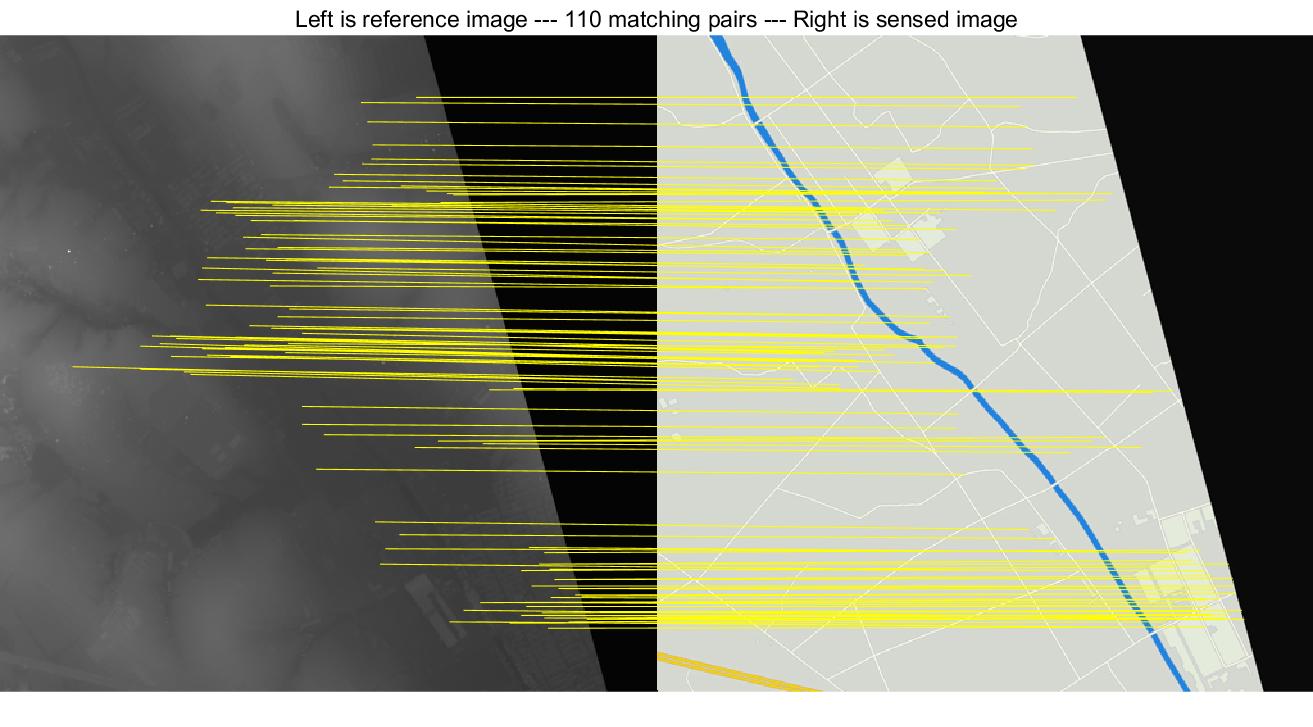 Left is reference image --- 110 matching pairs --- Right is sensed image